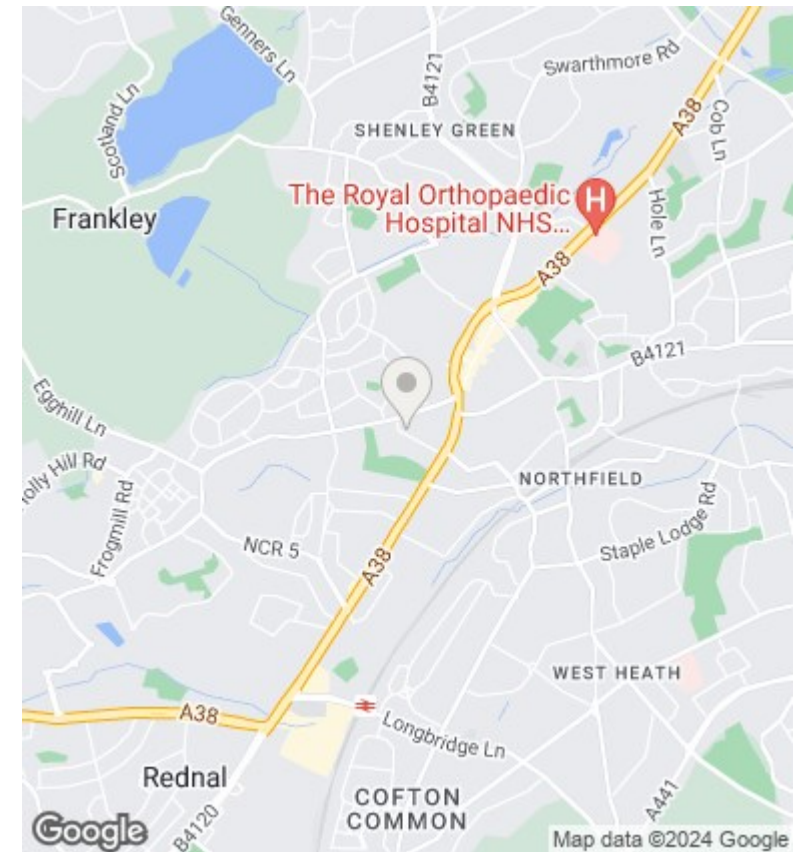 Genners Ln
Scotland Ln
B4121
Swarthmore Rd
A38
Cob Ln
SHENLEY GREEN
The Royal Orthopaedic
Hospital NHS...
H
Hole Ln
Frankley
A38
B4121
Egghill Ln
olly Hill Rd
Frogmill Rd
NORTHFIELD
Staple Lodge Rd
NCR 5
A38
WEST HEATH
A38
Longbridge Ln
Rednal
B4120
COFTON
COMMON
A441
Google
Map data ©2024 Google